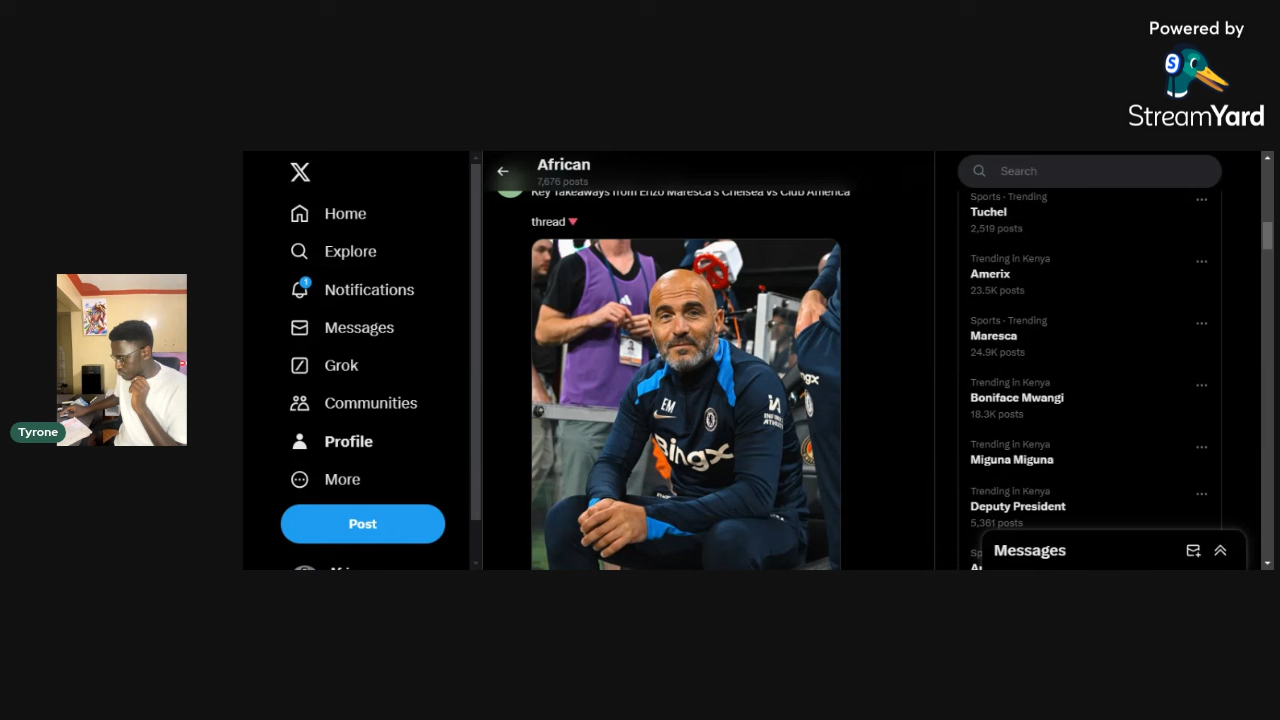 Powered by
StreamYard
Tyrone
X
Home
Explore
1
Notifications
Messages
Grok
Communities
Profile
More
Post
African
7,676 posts
Key Takeaways from Enzo Maresca's Chelsea vs Club America
thread
EM
BingX
Search
Sports · Trending
Tuchel
2,519 posts
Trending in Kenya
Amerix
23.5K posts
Sports · Trending
Maresca
24.9K posts
Trending in Kenya
Boniface Mwangi
18.3K posts
Trending in Kenya
Miguna Miguna
Trending in Kenya
Deputy President
5,361 posts
Messages